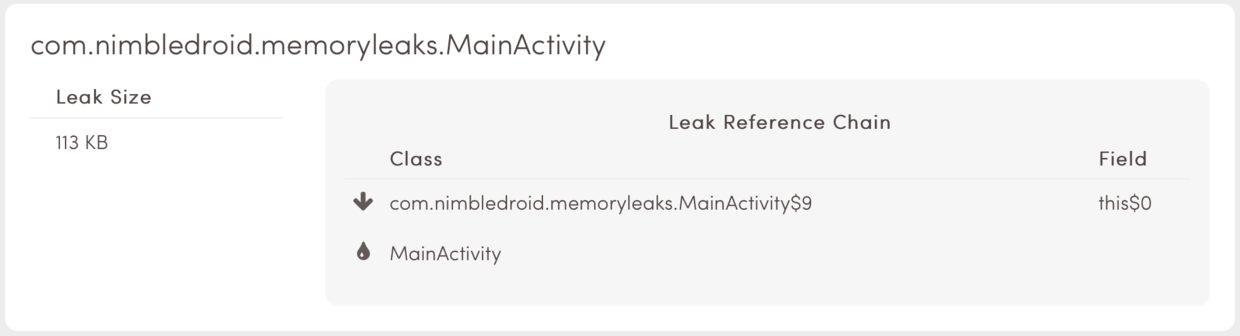 com.nimbledroid.memoryleaks.MainActivity
Leak Size
113 KB
Leak Reference Chain
Class Field
com.nimbledroid.memoryleaks.MainActivity$9 this$0
MainActivity